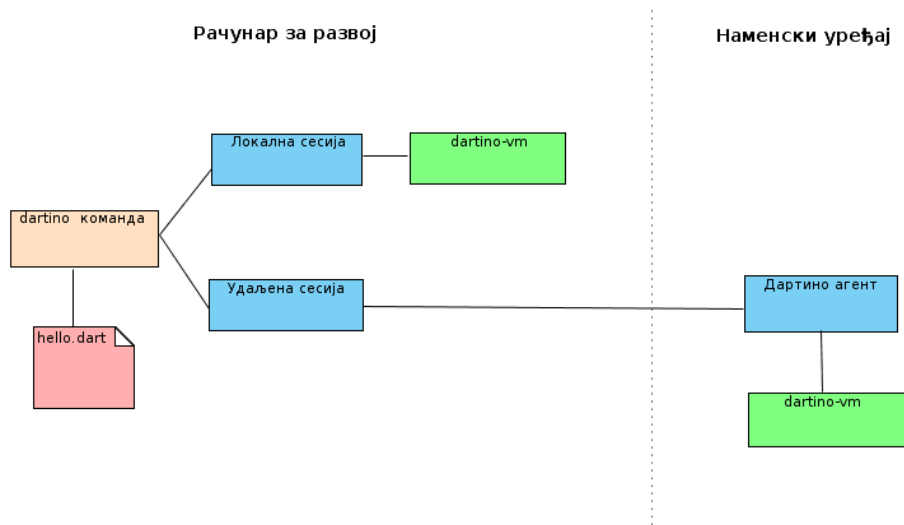 Рачунар за развој
Наменски уређај
Локална сесија
dartino-vm
dartino команда
Удаљена сесија
Дартино агент
hello.dart
dartino-vm